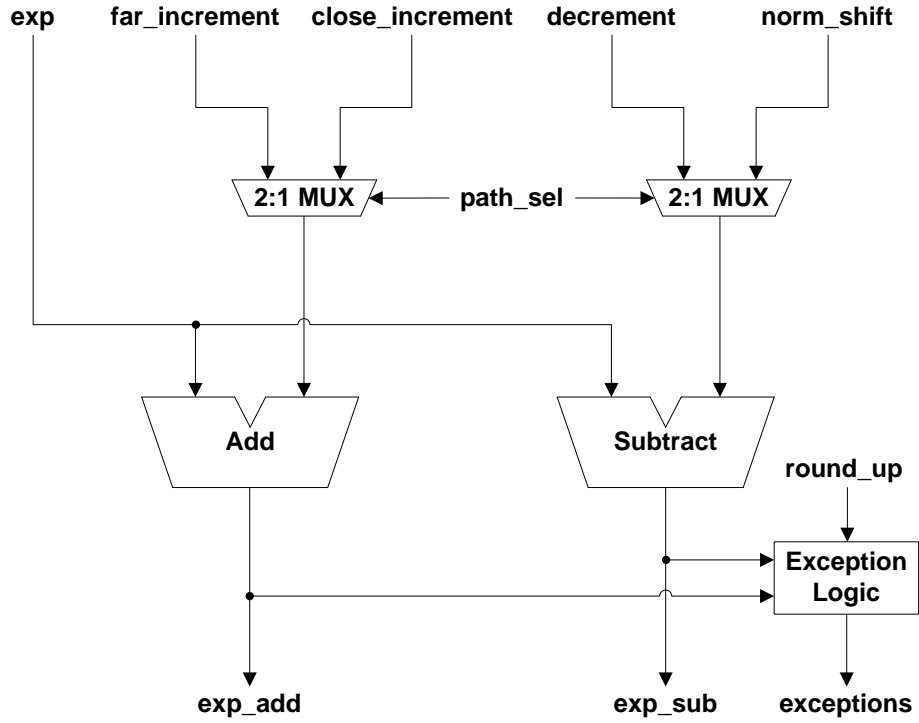 exp
far_increment
close_increment
decrement
norm_shift
2:1 MUX
path_sel
2:1 MUX
Add
Subtract
round_up
Exception
Logic
exp_add
exp_sub
exceptions